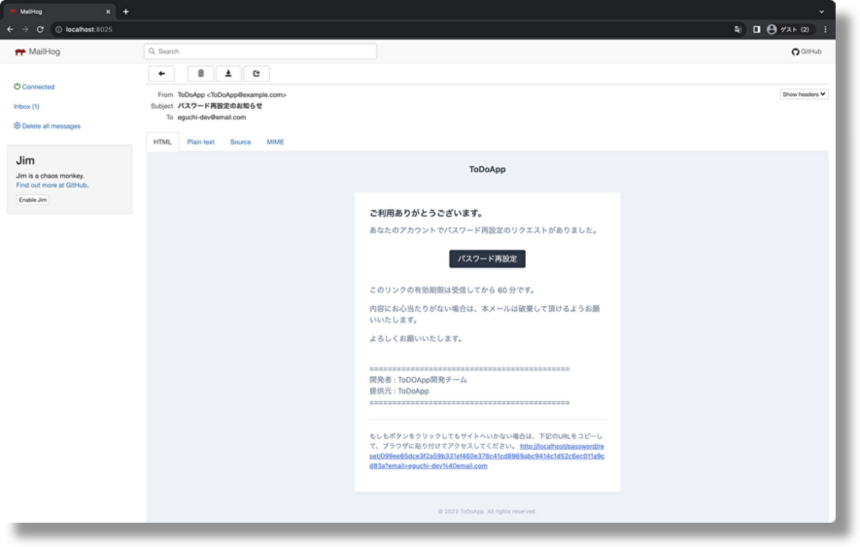 MailHog
localhost:8025
ゲスト (2)
MailHog
Search
GitHub
Connected
Inbox (1)
Delete all messages
Jim
Jim is a chaos monkey.
Find out more at GitHub.
Enable Jim
From ToDoApp <ToDoApp@example.com>
Subject パスワード再設定のお知らせ
To eguchi-dev@email.com
Show headers
HTML Plain text Source MIME
ToDoApp
ご利用ありがとうございます。
あなたのアカウントでパスワード再設定のリクエストがありました。
パスワード再設定
このリンクの有効期限は受信してから 60 分です。
内容にお心当たりがない場合は、本メールは破棄して頂けるようお願
いいたします。
よろしくお願いいたします。
============================================
開発者 : ToDOApp開発チーム
提供元 : ToDoApp
============================================
もしもボタンをクリックしてもサイトへいかない場合は、下記のURLをコピーし
て、ブラウザに貼り付けてアクセスしてください。 http://localhost/password/re
set/099ee65dce3f2a59b331ef460e378c41cd8969abc9414c1d52c6ec011a9c
d83a?email=eguchi-dev%40email.com
© 2023 ToDoApp. All rights reserved.